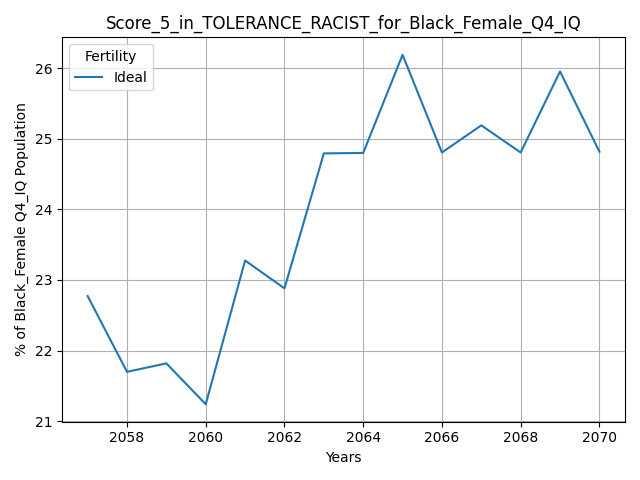 Score_5_in_TOLERANCE_RACIST_for_Black_Female_Q4_IQ
Fertility
Ideal
% of Black_Female Q4_IQ Population
26
25
24
23
22
21
2058 2060 2062 2064 2066 2068 2070
Years